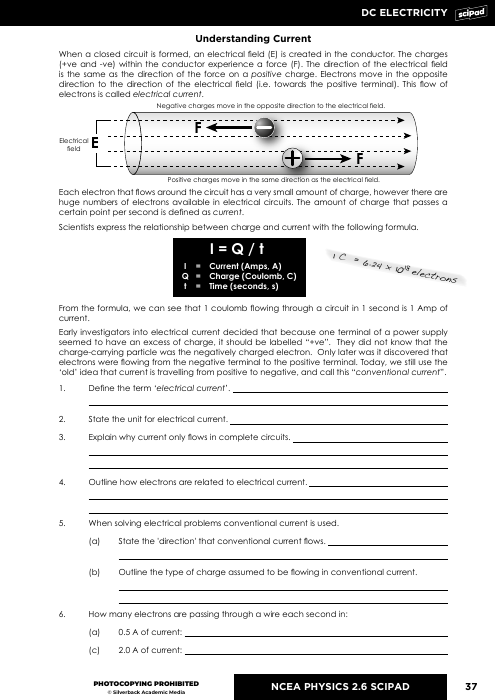 DC ELECTRICITY scipad
Understanding Current
When a closed circuit is formed, an electrical field (E) is created in the conductor. The charges
(+ve and -ve) within the conductor experience a force (F). The direction of the electrical field
is the same as the direction of the force on a positive charge. Electrons move in the opposite
direction to the direction of the electrical field (i.e. towards the positive terminal). This flow of
electrons is called electrical current.
Negative charges move in the opposite direction to the electrical field.
F −
Electrical
field E
+ F
Positive charges move in the same direction as the electrical field.
Each electron that flows around the circuit has a very small amount of charge, however there are
huge numbers of electrons available in electrical circuits. The amount of charge that passes a
certain point per second is defined as current.
Scientists express the relationship between charge and current with the following formula.
I = Q / t
I = Current (Amps, A)
Q = Charge (Coulomb, C)
t = Time (seconds, s)
1 C = 6.24 x 10¹⁸ electrons
From the formula, we can see that 1 coulomb flowing through a circuit in 1 second is 1 Amp of
current.
Early investigators into electrical current decided that because one terminal of a power supply
seemed to have an excess of charge, it should be labelled "+ve". They did not know that the
charge-carrying particle was the negatively charged electron. Only later was it discovered that
electrons were flowing from the negative terminal to the positive terminal. Today, we still use the
'old' idea that current is travelling from positive to negative, and call this "conventional current".
1. Define the term 'electrical current'.
2. State the unit for electrical current.
3. Explain why current only flows in complete circuits.
4. Outline how electrons are related to electrical current.
5. When solving electrical problems conventional current is used.
(a) State the 'direction' that conventional current flows.
(b) Outline the type of charge assumed to be flowing in conventional current.
6. How many electrons are passing through a wire each second in:
(a) 0.5 A of current:
(c) 2.0 A of current:
PHOTOCOPYING PROHIBITED
© Silverback Academic Media
NCEA PHYSICS 2.6 SCIPAD
37